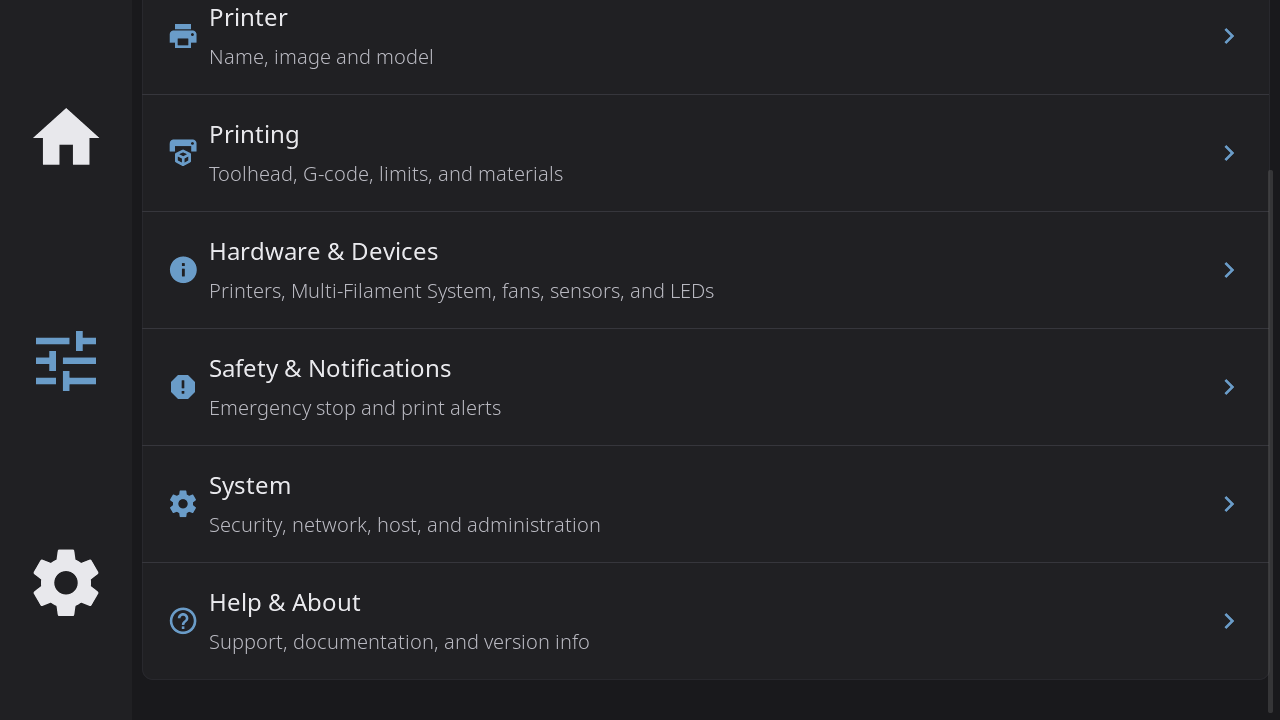 Printer
Name, image and model
Printing
Toolhead, G-code, limits, and materials
Hardware & Devices
Printers, Multi-Filament System, fans, sensors, and LEDs
Safety & Notifications
Emergency stop and print alerts
System
Security, network, host, and administration
Help & About
Support, documentation, and version info